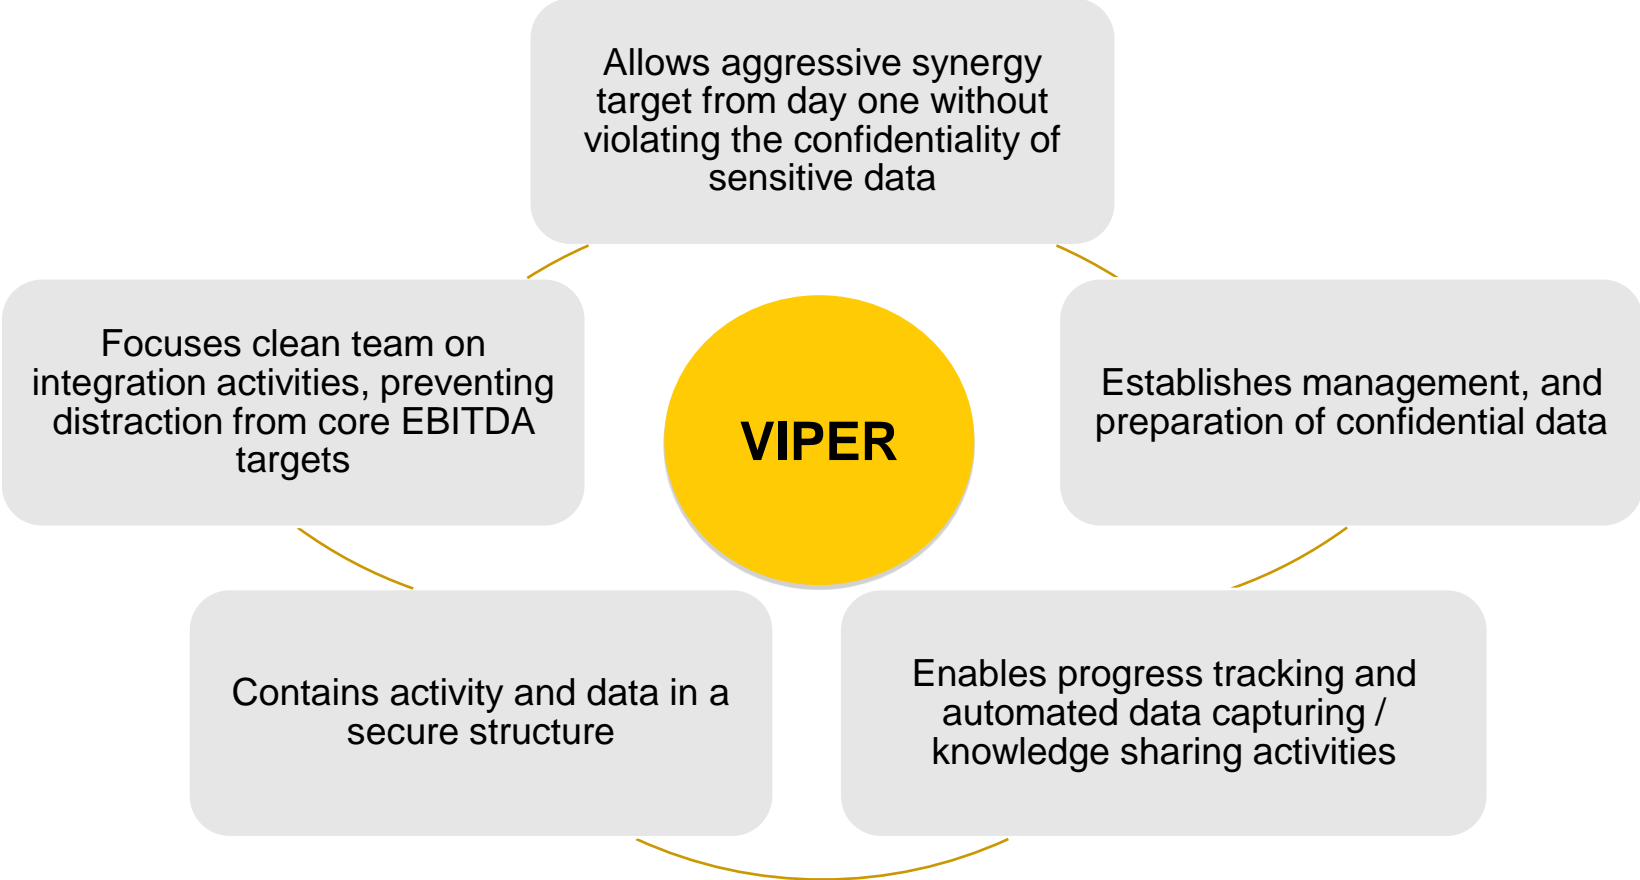 Allows aggressive synergy
target from day one without
violating the confidentiality of
sensitive data
Focuses clean team on
integration activities, preventing
distraction from core EBITDA
targets
VIPER
Establishes management, and
preparation of confidential data
Contains activity and data in a
secure structure
Enables progress tracking and
automated data capturing /
knowledge sharing activities